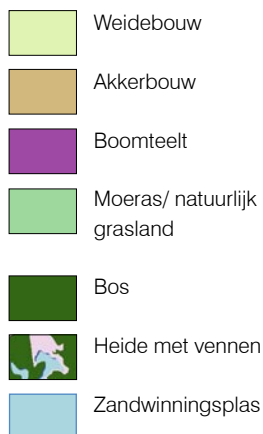 Weidebouw
Akkerbouw
Boomteelt
Moeras/ natuurlijk
grasland
Bos
Heide met vennen
Zandwinningsplas